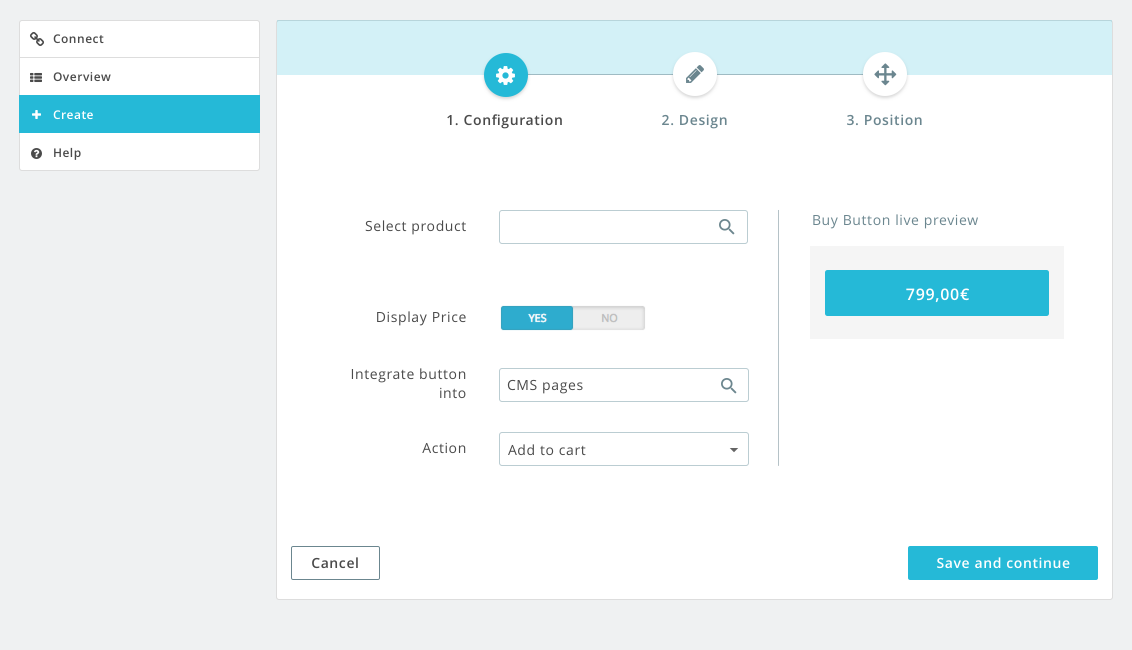 Connect
Overview
Create
Help
1. Configuration
2. Design
3. Position
Select product
Buy Button live preview
799,00€
Display Price
YES
NO
Integrate button
into
CMS pages
Action
Add to cart
Cancel
Save and continue